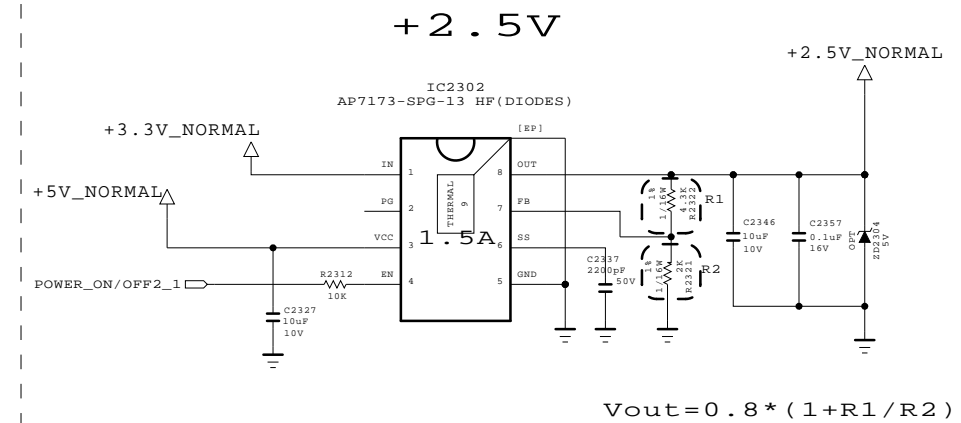 +2.5V
+2.5V_NORMAL
IC2302
AP7173-SPG-13 HF(DIODES)
[EP]
+3.3V_NORMAL
IN
1
OUT
8
THERMAL
9
1%
1/16W
4.3K
R2322
R1
+5V_NORMAL
PG
2
FB
7
1.5A
VCC
3
SS
6
C2346
10uF
10V
C2357
0.1uF
16V
OPT
ZD2304
5V
C2337
2200pF
50V
1%
1/16W
2K
R2321
R2
POWER_ON/OFF2_1
R2312
10K
EN
4
GND
5
C2327
10uF
10V
Vout=0.8*(1+R1/R2)